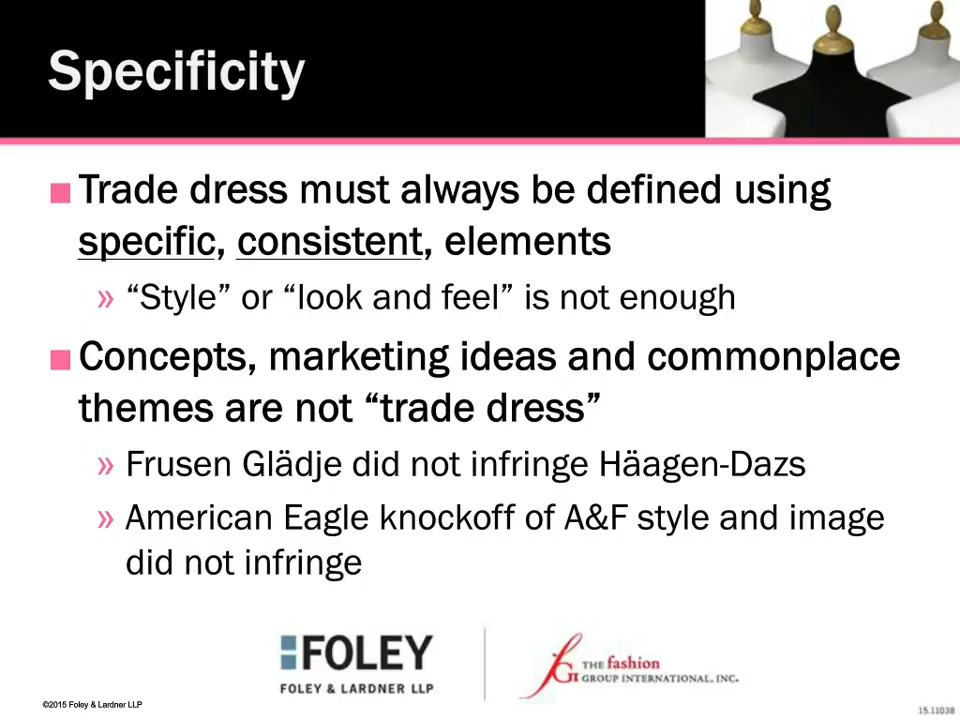 Specificity
■ Trade dress must always be defined using
specific, consistent, elements
» “Style” or “look and feel” is not enough
■ Concepts, marketing ideas and commonplace
themes are not “trade dress”
» Frusen Glädje did not infringe Häagen-Dazs
» American Eagle knockoff of A&F style and image
did not infringe
FOLEY
FOLEY & LARDNER LLP
fGI
THE fashion
GROUP INTERNATIONAL, INC.
©2015 Foley & Lardner LLP
15.11038